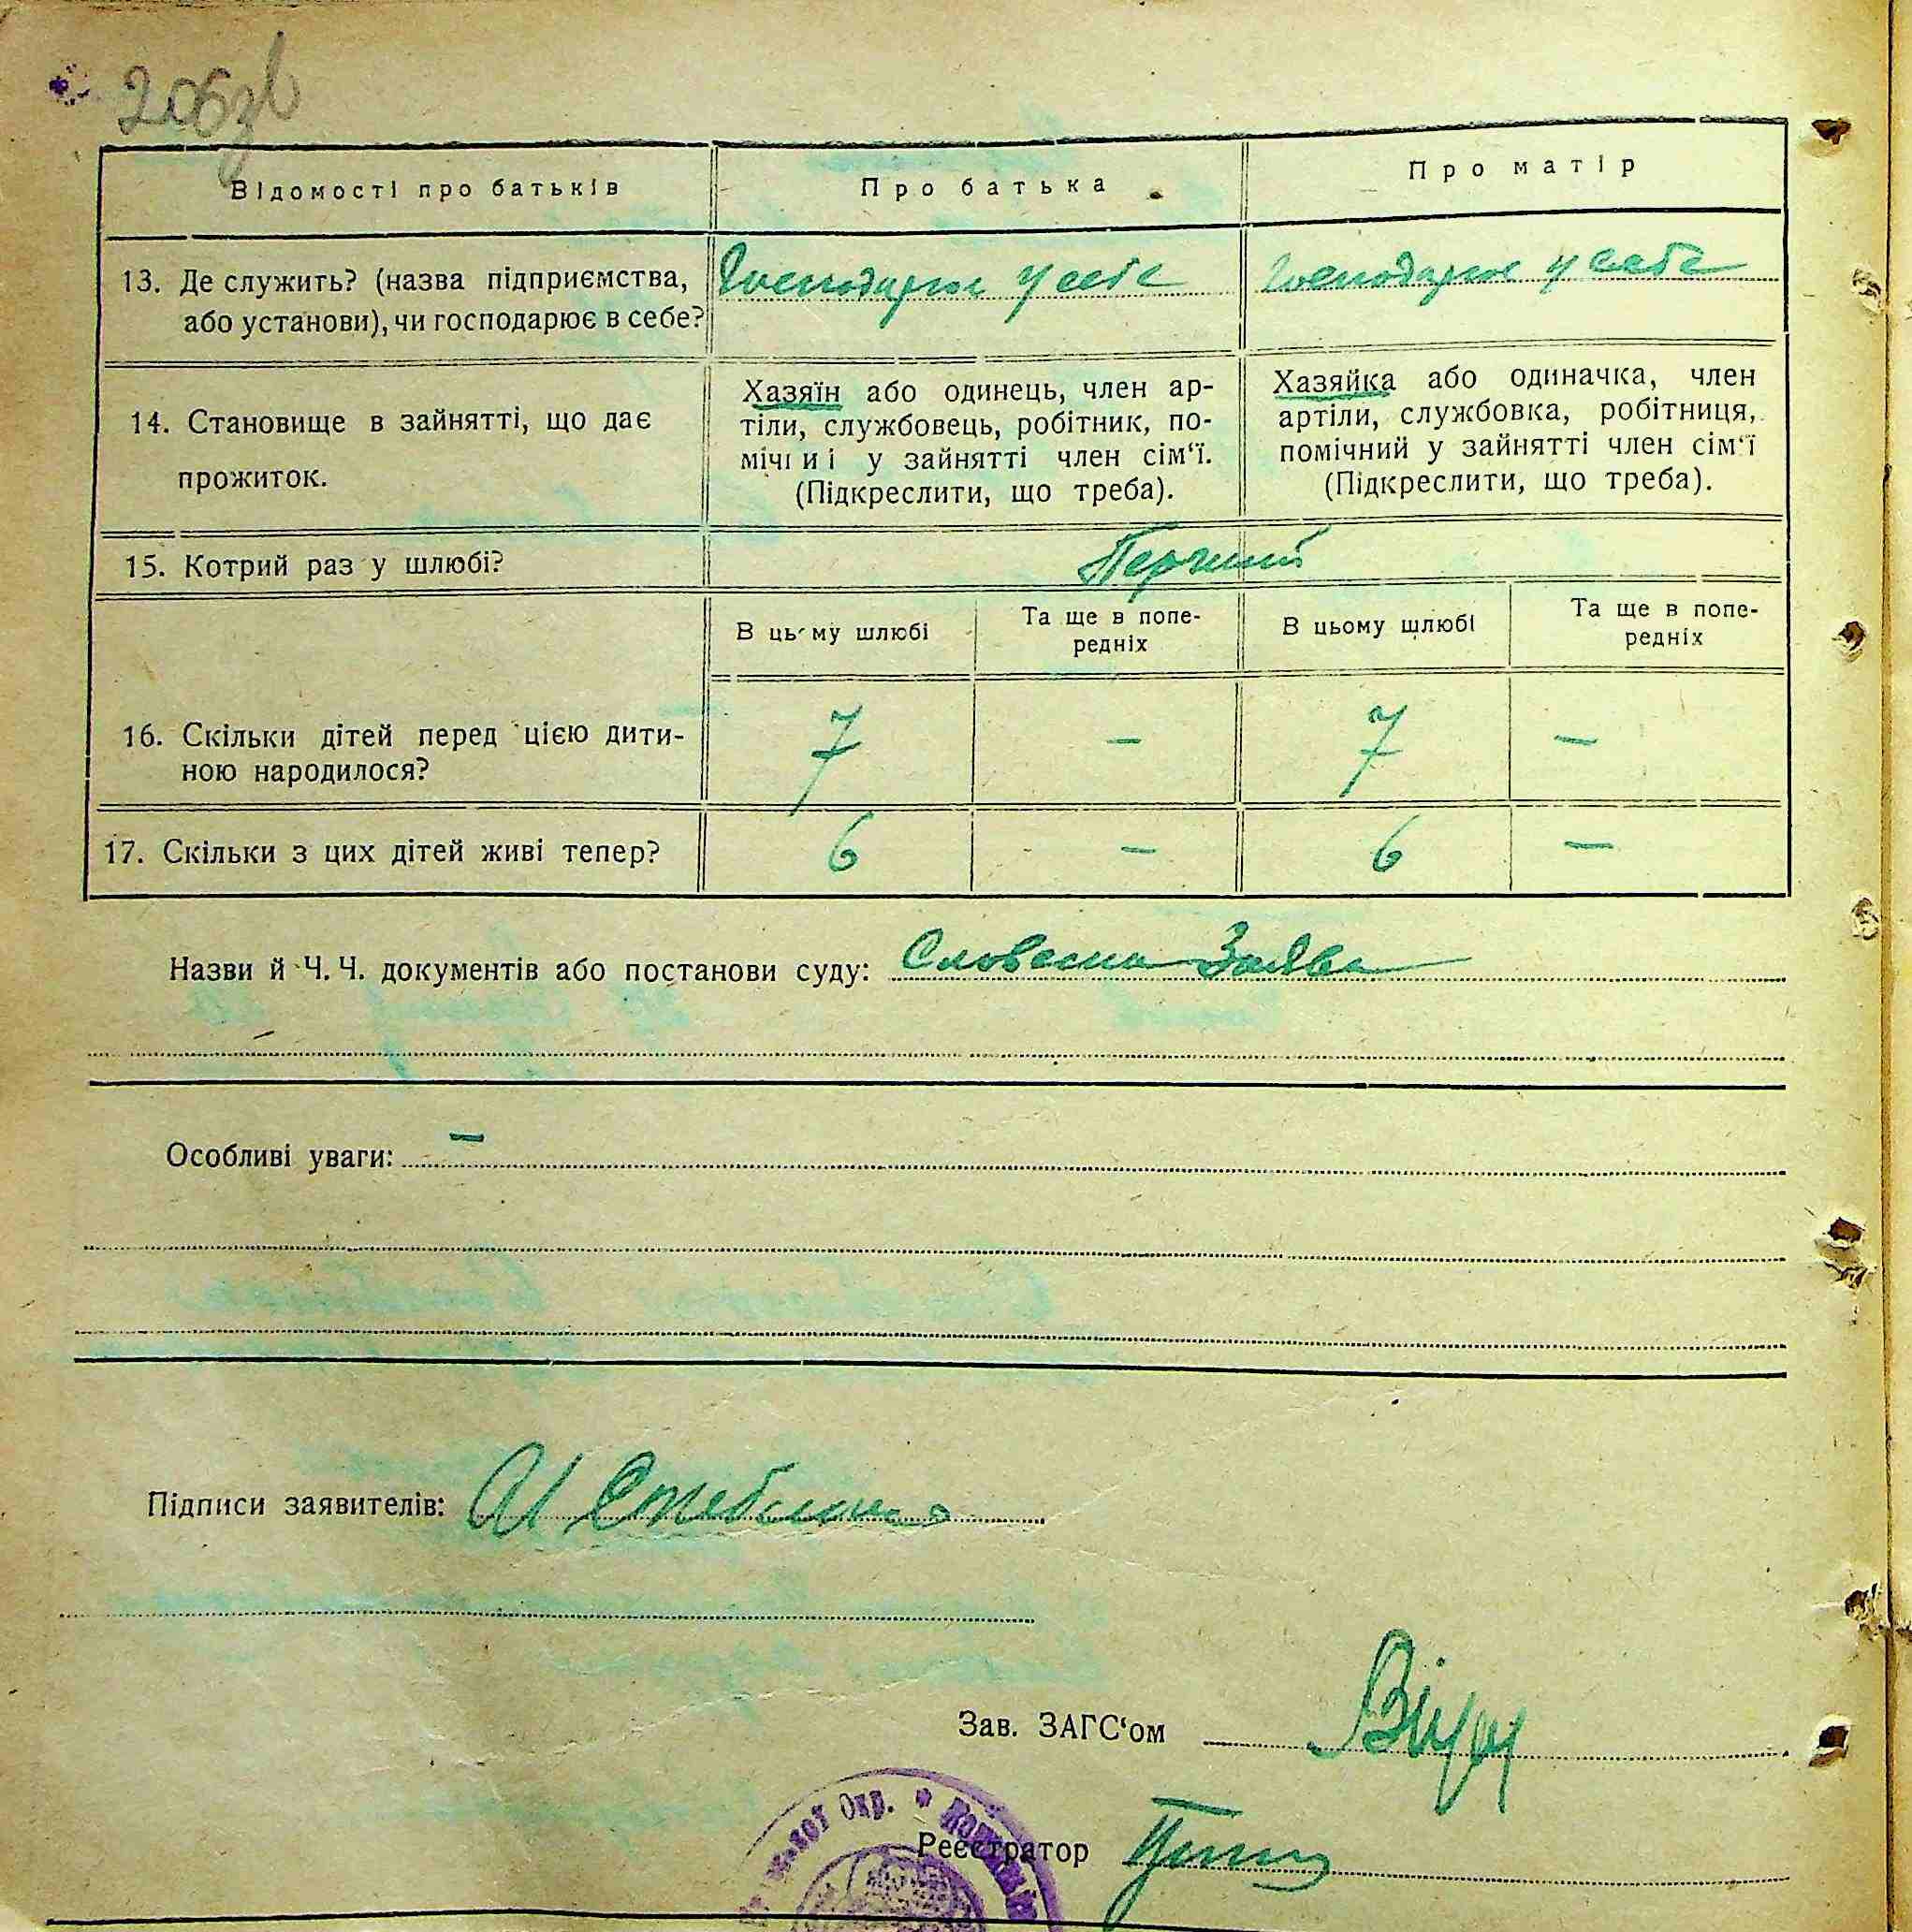 206зв
Відомості про батьків
Про батька
Про матір
13. Де служить? (назва підприємства,
або установи), чи господарює в себе?
Господарює у себе
Господарює у себе
14. Становище в зайнятті, що дає
прожиток.
Хазяїн або одинець, член ар-
тіли, службовець, робітник, по-
мічниі у зайнятті член сім‘ї.
(Підкреслити, що треба).
Хазяйка або одиначка, член
артіли, службовка, робітниця,
помічний у зайнятті член сім‘ї
(Підкреслити, що треба).
15. Котрий раз у шлюбі?
Перший
В цьму шлюбі
Та ще в попе-
редніх
В цьому шлюбі
Та ще в попе-
редніх
16. Скільки дітей перед цією дити-
ною народилося?
7 — 7 —
17. Скільки з цих дітей живі тепер? 6 — 6 —
Назви й Ч. Ч. документів або постанови суду: Словесна Заява
Особливі уваги: —
Підписи заявителів:
Зав. ЗАГС‘ом
Реєстратор
Окр.